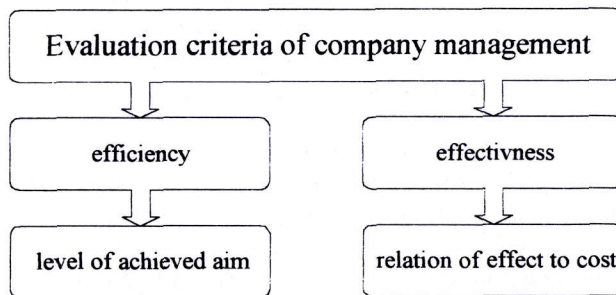 Evaluation criteria of company management
efficiency
effectivness
level of achieved aim
relation of effect to cost